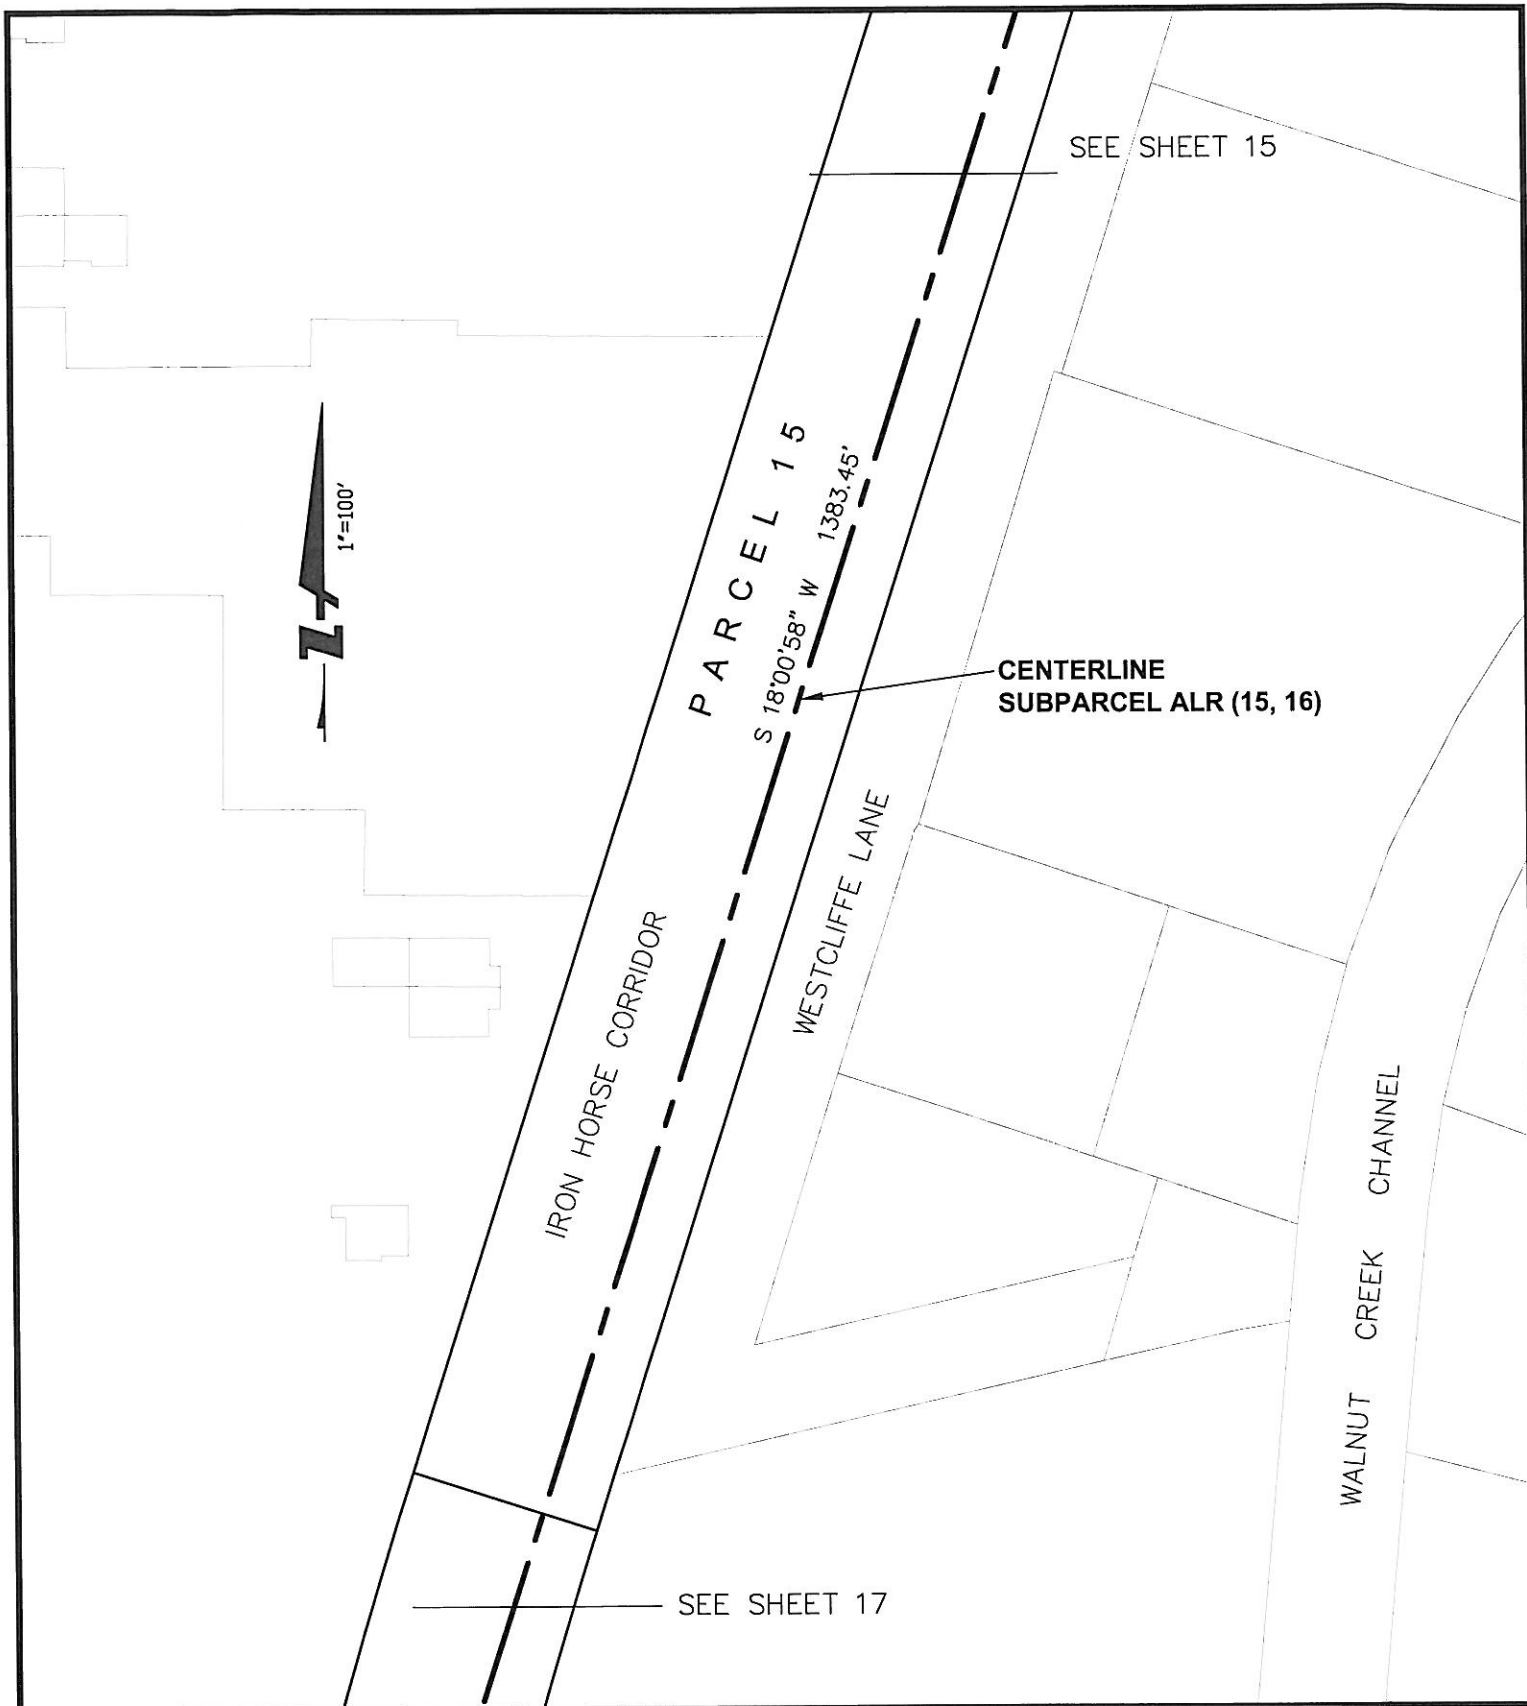 SEE SHEET 15
1"=100'
PARCEL 15
S 18°00'58" W 1383.45'
CENTERLINE
SUBPARCEL ALR (15, 16)
WESTCLIFFE LANE
IRON HORSE CORRIDOR
WALNUT CREEK CHANNEL
SEE SHEET 17